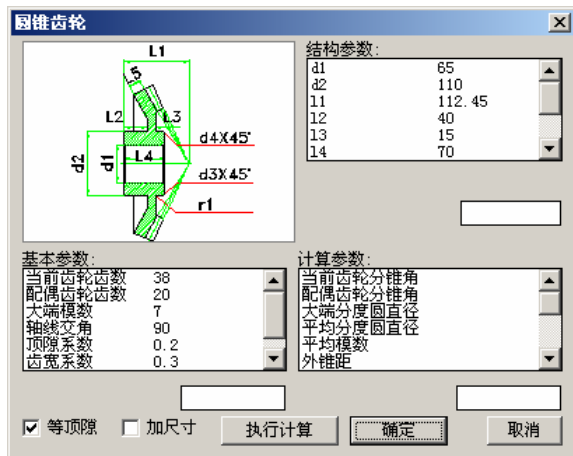 圆锥齿轮
L1
L5
L2 L3
d4X45°
d2 d1 L4
d3X45°
r1
结构参数:
d1 65
d2 110
l1 112.45
l2 40
l3 15
l4 70
基本参数:
当前齿轮齿数 38
配偶齿轮齿数 20
大端模数 7
轴线交角 90
顶隙系数 0.2
齿宽系数 0.3
计算参数:
当前齿轮分锥角
配偶齿轮分锥角
大端分度圆直径
平均分度圆直径
平均模数
外锥距
等顶隙 加尺寸 执行计算 确定 取消